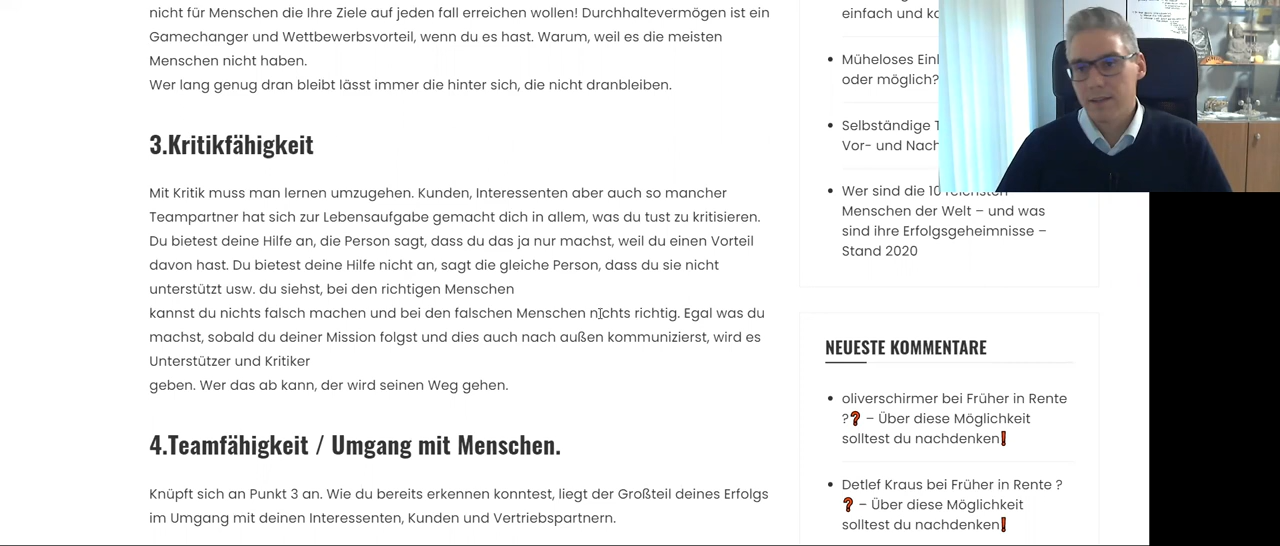 nicht für Menschen die Ihre Ziele auf jeden fall erreichen wollen! Durchhaltevermögen ist ein
Gamechanger und Wettbewerbsvorteil, wenn du es hast. Warum, weil es die meisten
Menschen nicht haben.
Wer lang genug dran bleibt lässt immer die hinter sich, die nicht dranbleiben.
3.Kritikfähigkeit
Mit Kritik muss man lernen umzugehen. Kunden, Interessenten aber auch so mancher
Teampartner hat sich zur Lebensaufgabe gemacht dich in allem, was du tust zu kritisieren.
Du bietest deine Hilfe an, die Person sagt, dass du das ja nur machst, weil du einen Vorteil
davon hast. Du bietest deine Hilfe nicht an, sagt die gleiche Person, dass du sie nicht
unterstützt usw. du siehst, bei den richtigen Menschen
kannst du nichts falsch machen und bei den falschen Menschen nichts richtig. Egal was du
machst, sobald du deiner Mission folgst und dies auch nach außen kommunizierst, wird es
Unterstützer und Kritiker
geben. Wer das ab kann, der wird seinen Weg gehen.
4.Teamfähigkeit / Umgang mit Menschen.
Knüpft sich an Punkt 3 an. Wie du bereits erkennen konntest, liegt der Großteil deines Erfolgs
im Umgang mit deinen Interessenten, Kunden und Vertriebspartnern.
einfach und
Müheloses
oder möglich?
Selbständige
Vor- und
Wer sind die 10 reichsten
Menschen der Welt – und was
sind ihre Erfolgsgeheimnisse –
Stand 2020
NEUESTE KOMMENTARE
oliverschirmer bei Früher in Rente
?❓ – Über diese Möglichkeit
solltest du nachdenken❗
Detlef Kraus bei Früher in Rente ?
❓ – Über diese Möglichkeit
solltest du nachdenken❗